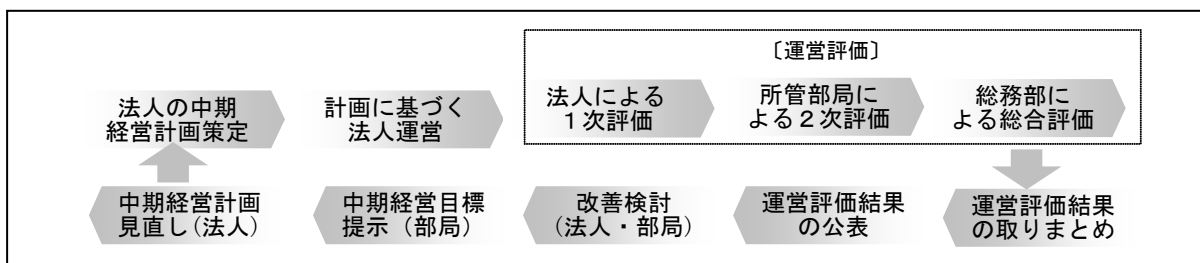 〔運営評価〕
法人の中期
経営計画策定
計画に基づく
法人運営
法人による
１次評価
所管部局に
よる２次評価
総務部に
よる総合評価
中期経営計画
見直し(法人)
中期経営目標
提示（部局）
改善検討
(法人・部局)
運営評価結果
の公表
運営評価結果
の取りまとめ